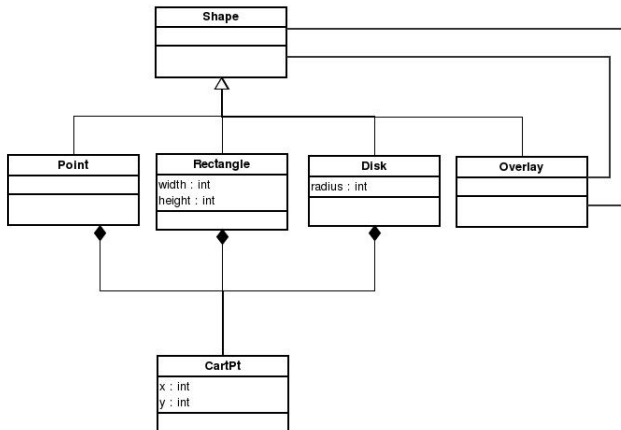 Shape
Point
Rectangle
width : int
height : int
Disk
radius : int
Overlay
CartPt
x : int
y : int